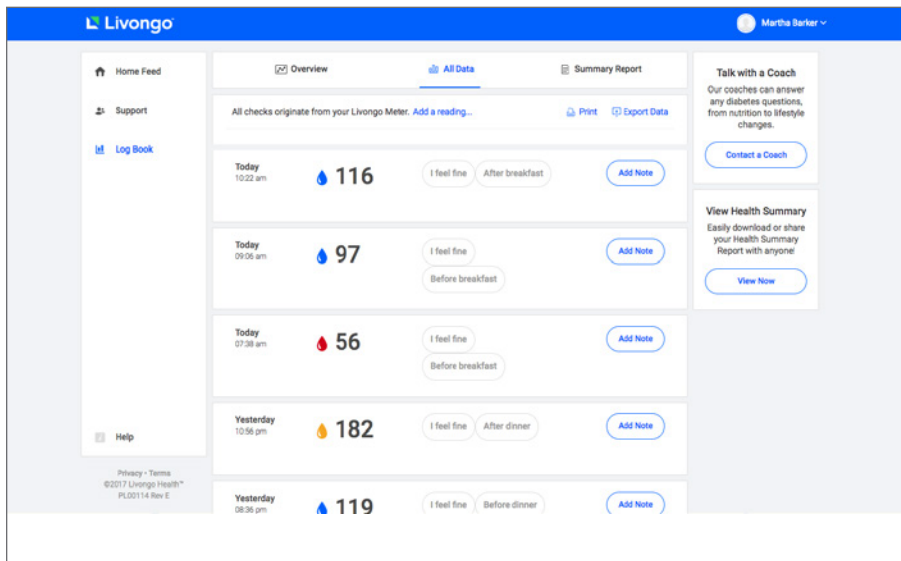 Livongo
Martha Barker
Home Feed
Support
Log Book
Help
Privacy • Terms
©2017 Livongo Health™
PL00114 Rev E
Overview
All Data
Summary Report
All checks originate from your Livongo Meter. Add a reading...
Print
Export Data
Today
10:22 am
116
I feel fine
After breakfast
Add Note
Today
09:06 am
97
I feel fine
Before breakfast
Add Note
Today
07:38 am
56
I feel fine
Before breakfast
Add Note
Yesterday
10:56 pm
182
I feel fine
After dinner
Add Note
Yesterday
08:36 pm
119
I feel fine
Before dinner
Add Note
Talk with a Coach
Our coaches can answer
any diabetes questions,
from nutrition to lifestyle
changes.
Contact a Coach
View Health Summary
Easily download or share
your Health Summary
Report with anyone!
View Now